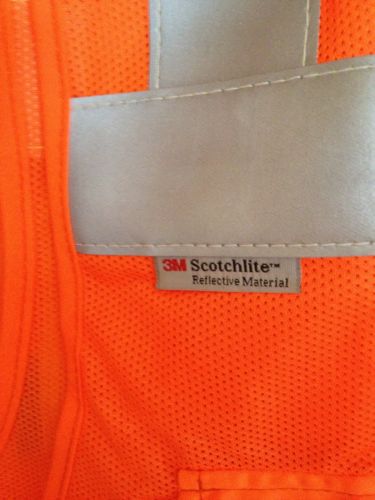 3M Scotchlite™
Reflective Material